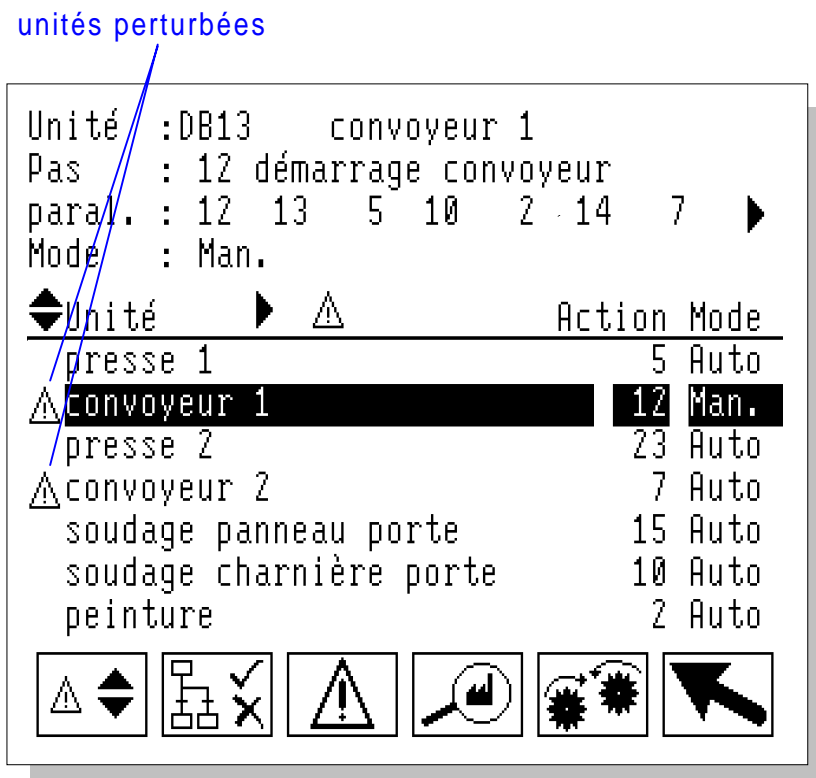 unités perturbées
Unité :DB13 convoyeur 1
Pas : 12 démarrage convoyeur
paral. : 12 13 5 10 2 14 7
Mode : Man.
Unité Action Mode
presse 1 5 Auto
convoyeur 1 12 Man.
presse 2 23 Auto
convoyeur 2 7 Auto
soudage panneau porte 15 Auto
soudage charnière porte 10 Auto
peinture 2 Auto